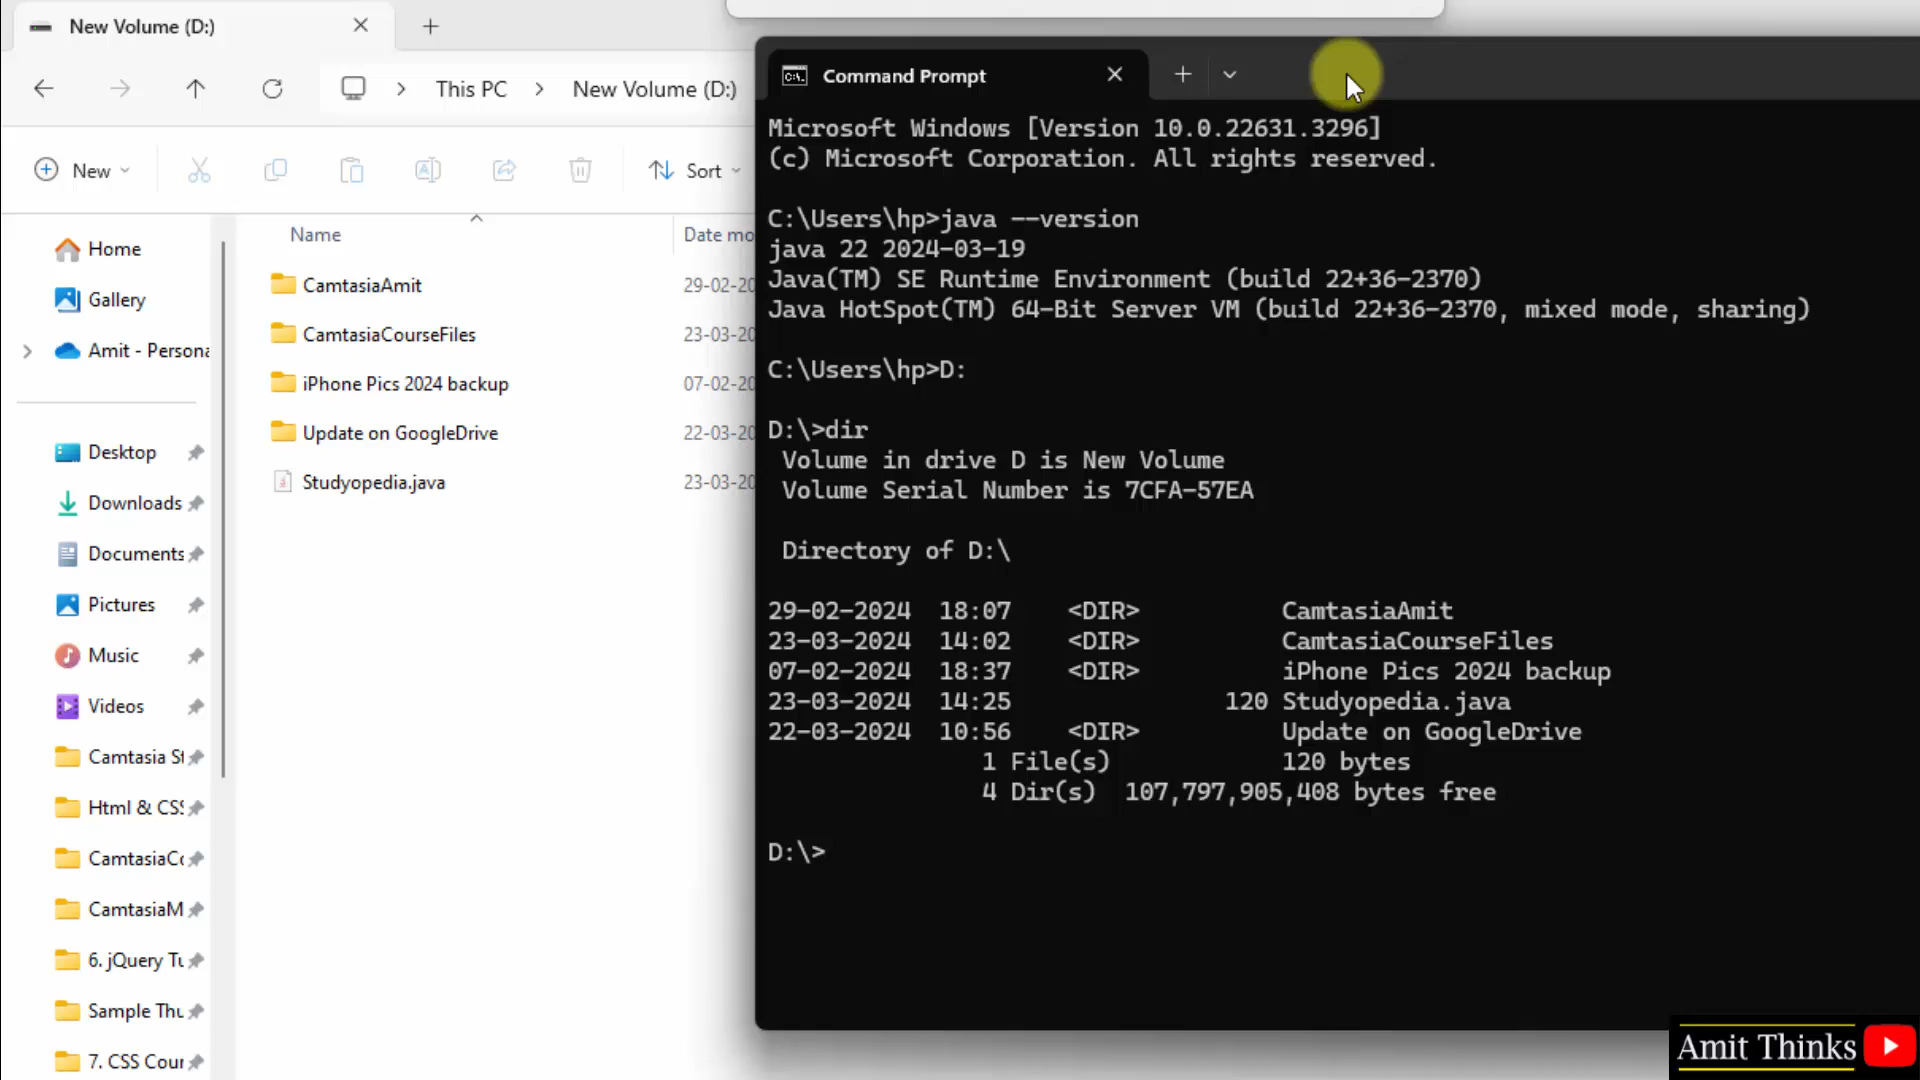 New Volume (D:)
This PC > New Volume (D:)
New
Sort
Name
Date mo
Home
Gallery
Amit - Persona
Desktop
Downloads
Documents
Pictures
Music
Videos
Camtasia St
Html & CSS
CamtasiaCo
CamtasiaM
6. jQuery Tu
Sample Thu
7. CSS Cour
CamtasiaAmit 29-02-20
CamtasiaCourseFiles 23-03-20
iPhone Pics 2024 backup 07-02-20
Update on GoogleDrive 22-03-20
Studyopedia.java 23-03-20
Command Prompt
Microsoft Windows [Version 10.0.22631.3296]
(c) Microsoft Corporation. All rights reserved.
C:\Users\hp>java --version
java 22 2024-03-19
Java(TM) SE Runtime Environment (build 22+36-2370)
Java HotSpot(TM) 64-Bit Server VM (build 22+36-2370, mixed mode, sharing)
C:\Users\hp>D:
D:\>dir
Volume in drive D is New Volume
Volume Serial Number is 7CFA-57EA
Directory of D:\
29-02-2024 18:07 <DIR> CamtasiaAmit
23-03-2024 14:02 <DIR> CamtasiaCourseFiles
07-02-2024 18:37 <DIR> iPhone Pics 2024 backup
23-03-2024 14:25 120 Studyopedia.java
22-03-2024 10:56 <DIR> Update on GoogleDrive
1 File(s) 120 bytes
4 Dir(s) 107,797,905,408 bytes free
D:\>
Amit Thinks